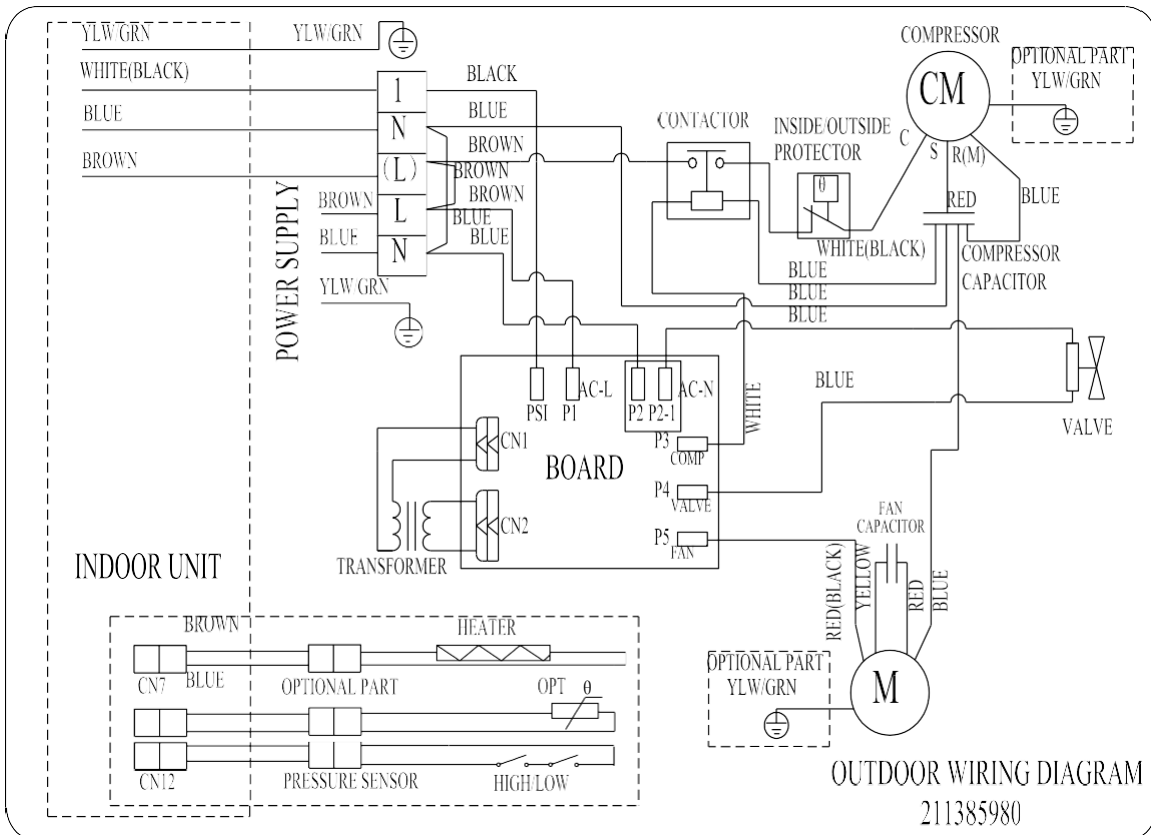 YLW/GRN
YLW/GRN
WHITE(BLACK)
BLUE
BROWN
1
N
(L)
L
N
BLACK
BLUE
BROWN
BROWN
BROWN
BLUE
BLUE
BROWN
BLUE
YLW GRN
POWER SUPPLY
CONTACTOR
INSIDE/OUTSIDE
PROTECTOR
θ
WHITE(BLACK)
COMPRESSOR
CM
C
S
R(M)
RED
BLUE
OPTIONAL PART
YLW/GRN
COMPRESSOR
CAPACITOR
BLUE
BLUE
BLUE
BLUE
VALVE
WHITE
PSI
P1
AC-L
P2
P2-1
AC-N
P3
COMP
P4
VALVE
P5
FAN
CN1
CN2
BOARD
TRANSFORMER
INDOOR UNIT
FAN
CAPACITOR
RED(BLACK)
YELLOW
RED
BLUE
M
OPTIONAL PART
YLW/GRN
BROWN
BLUE
CN7
OPTIONAL PART
HEATER
OPT
θ
CN12
PRESSURE SENSOR
HIGH/LOW
OUTDOOR WIRING DIAGRAM
211385980